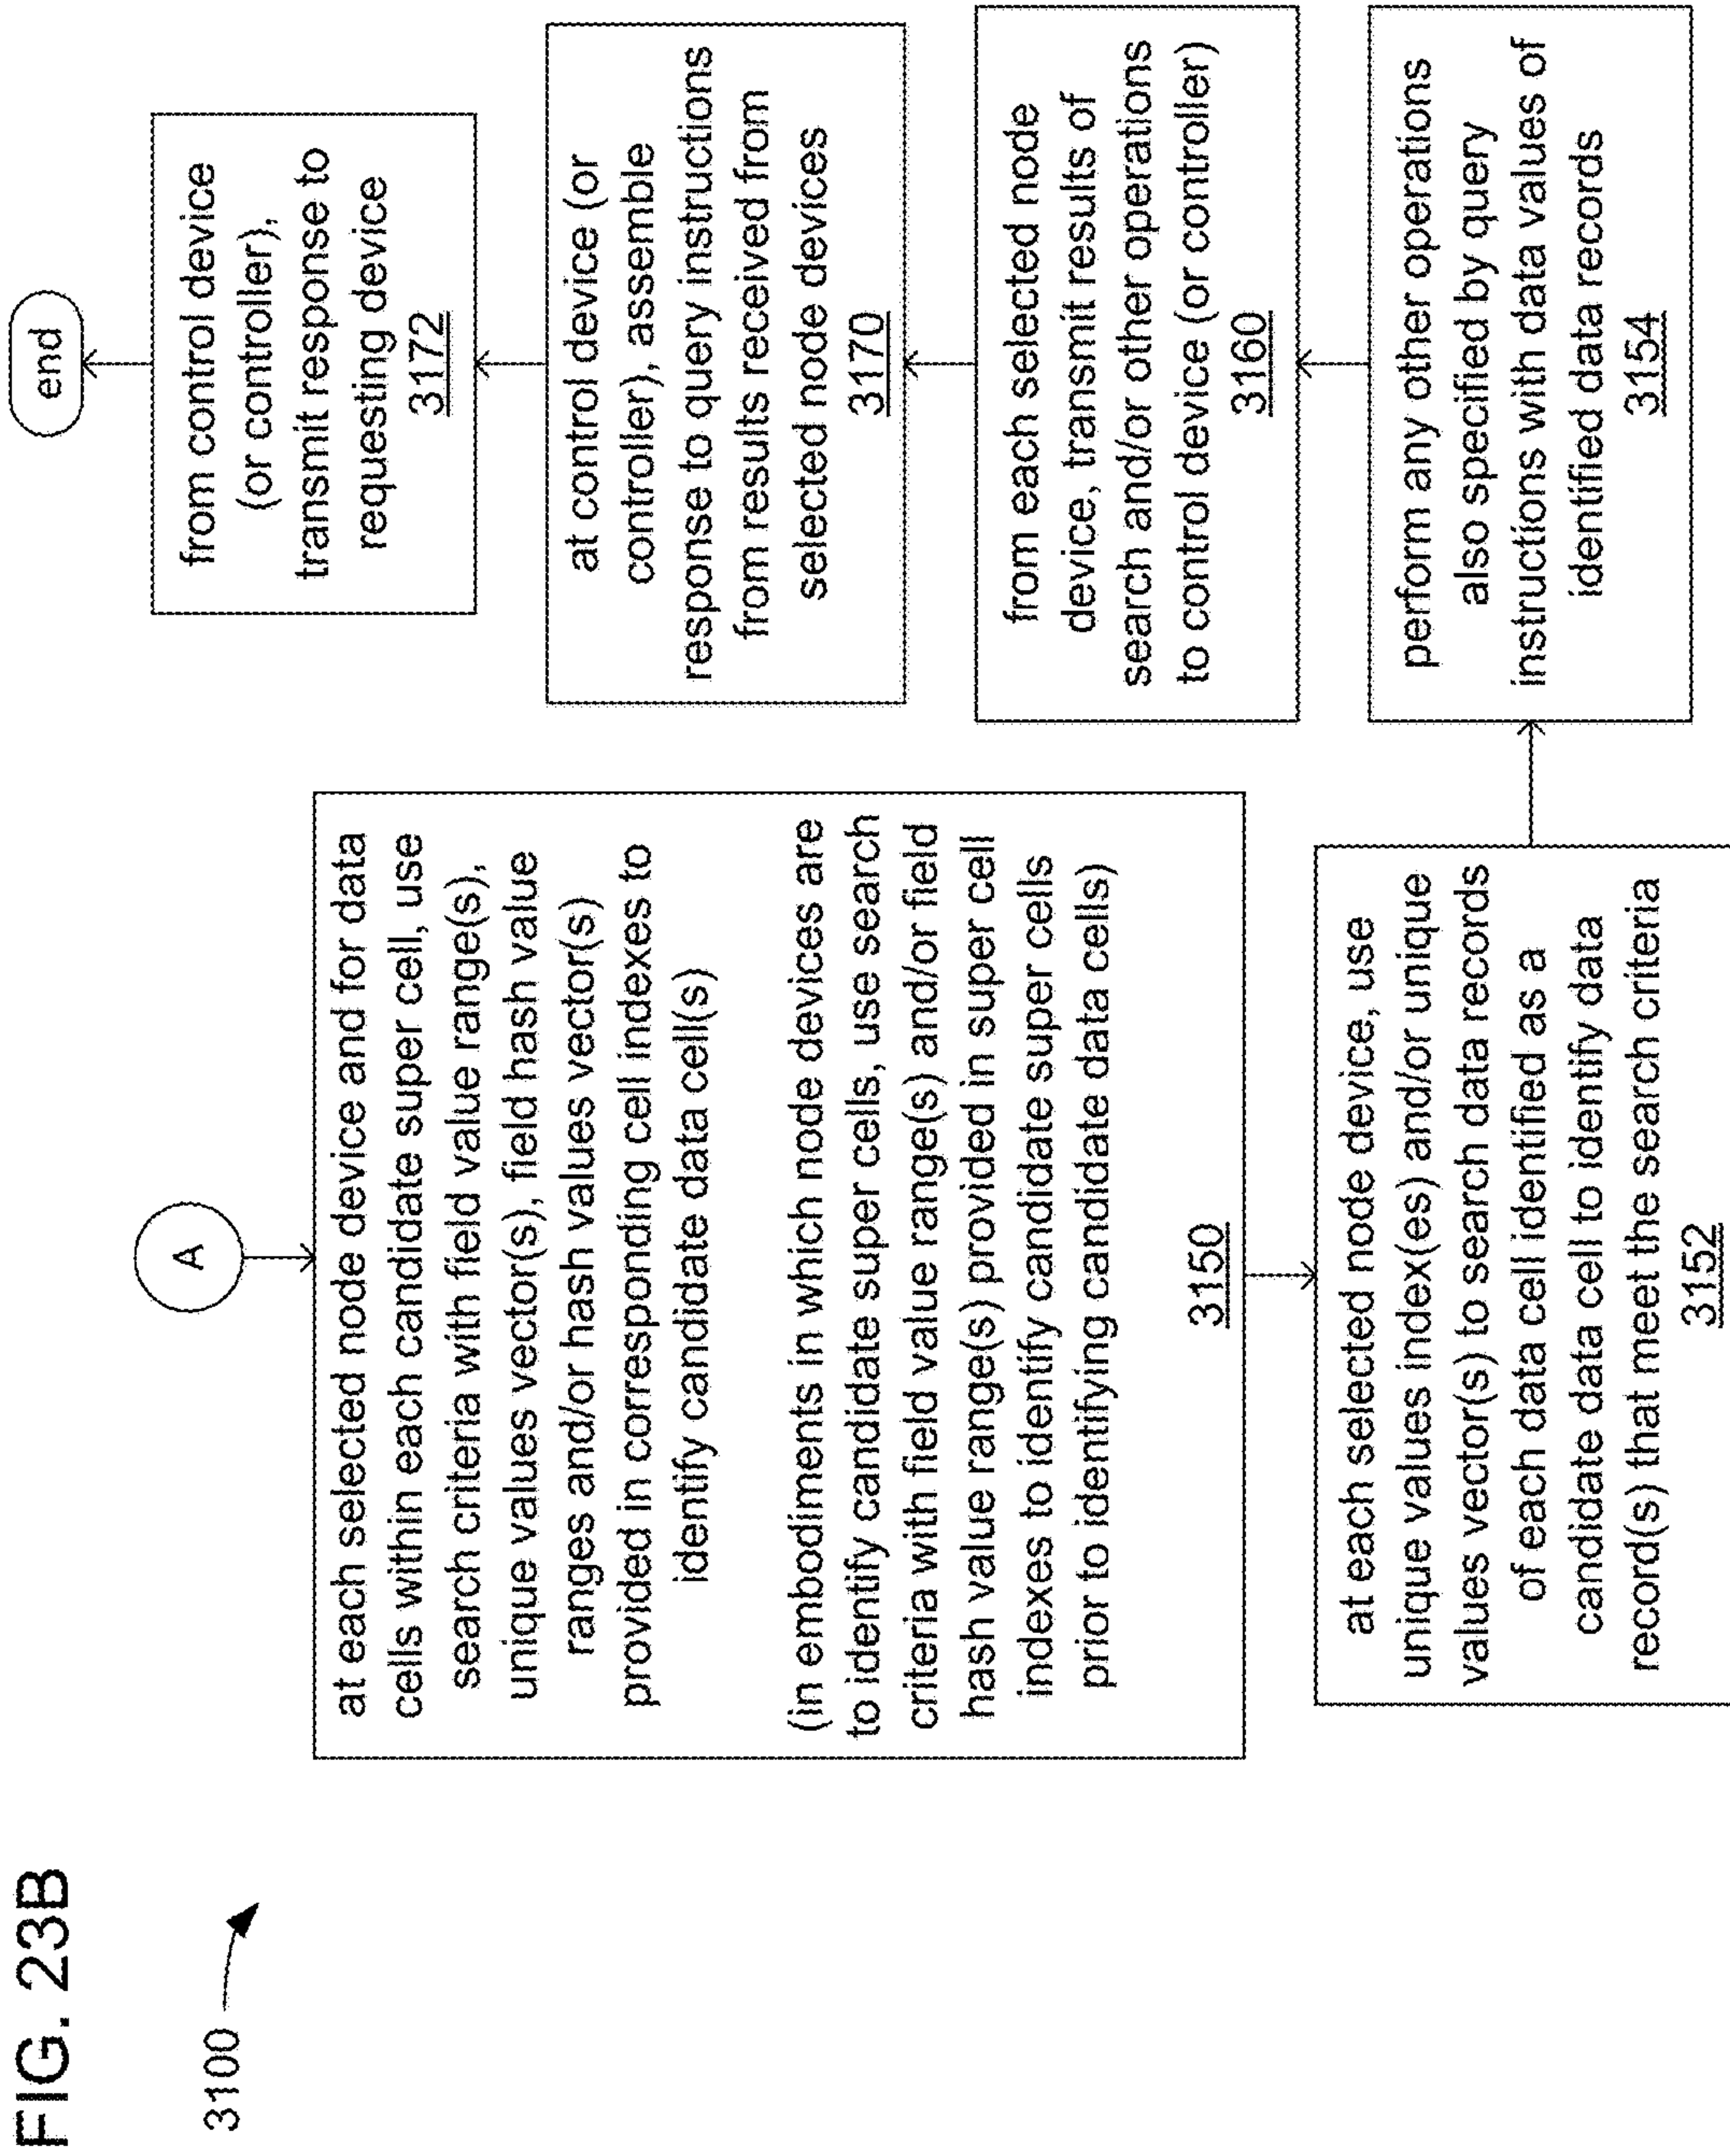 FIG. 23B
3100
A
at each selected node device and for data
cells within each candidate super cell, use
search criteria with field value range(s),
unique values vector(s), field hash value
ranges and/or hash values vector(s)
provided in corresponding cell indexes to
identify candidate data cell(s)
(in embodiments in which node devices are
to identify candidate super cells, use search
criteria with field value range(s) and/or field
hash value range(s) provided in super cell
indexes to identify candidate super cells
prior to identifying candidate data cells)
3150
at each selected node device, use
unique values index(es) and/or unique
values vector(s) to search data records
of each data cell identified as a
candidate data cell to identify data
record(s) that meet the search criteria
3152
perform any other operations
also specified by query
instructions with data values of
identified data records
3154
from each selected node
device, transmit results of
search and/or other operations
to control device (or controller)
3160
at control device (or
controller), assemble
response to query instructions
from results received from
selected node devices
3170
from control device
(or controller),
transmit response to
requesting device
3172
end